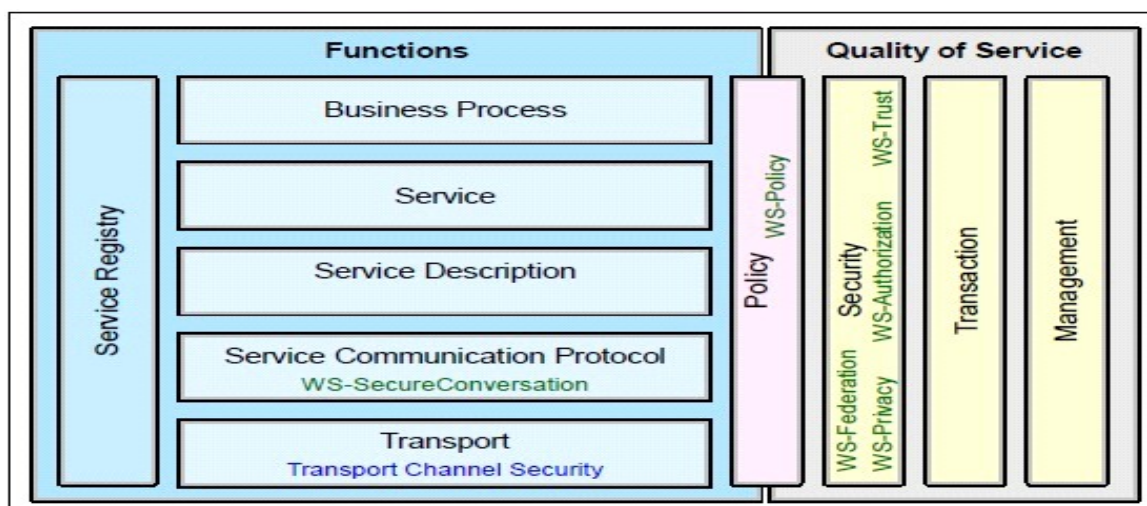 Functions
Quality of Service
Service Registry
Business Process
Service
Service Description
Service Communication Protocol
WS-SecureConversation
Transport
Transport Channel Security
Policy
WS-Policy
Security
WS-Federation
WS-Privacy
WS-Authorization
WS-Trust
Transaction
Management